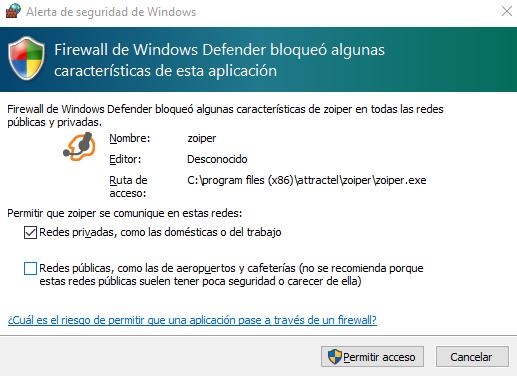 Alerta de seguridad de Windows
Firewall de Windows Defender bloqueó algunas
características de esta aplicación
Firewall de Windows Defender bloqueó algunas características de zoiper en todas las redes
públicas y privadas.
Nombre: zoiper
Editor: Desconocido
Ruta de C:\program files (x86)\attractel\zoiper\zoiper.exe
acceso:
Permitir que zoiper se comunique en estas redes:
Redes privadas, como las domésticas o del trabajo
Redes públicas, como las de aeropuertos y cafeterías (no se recomienda porque
estas redes públicas suelen tener poca seguridad o carecer de ella)
¿Cuál es el riesgo de permitir que una aplicación pase a través de un firewall?
Permitir acceso Cancelar